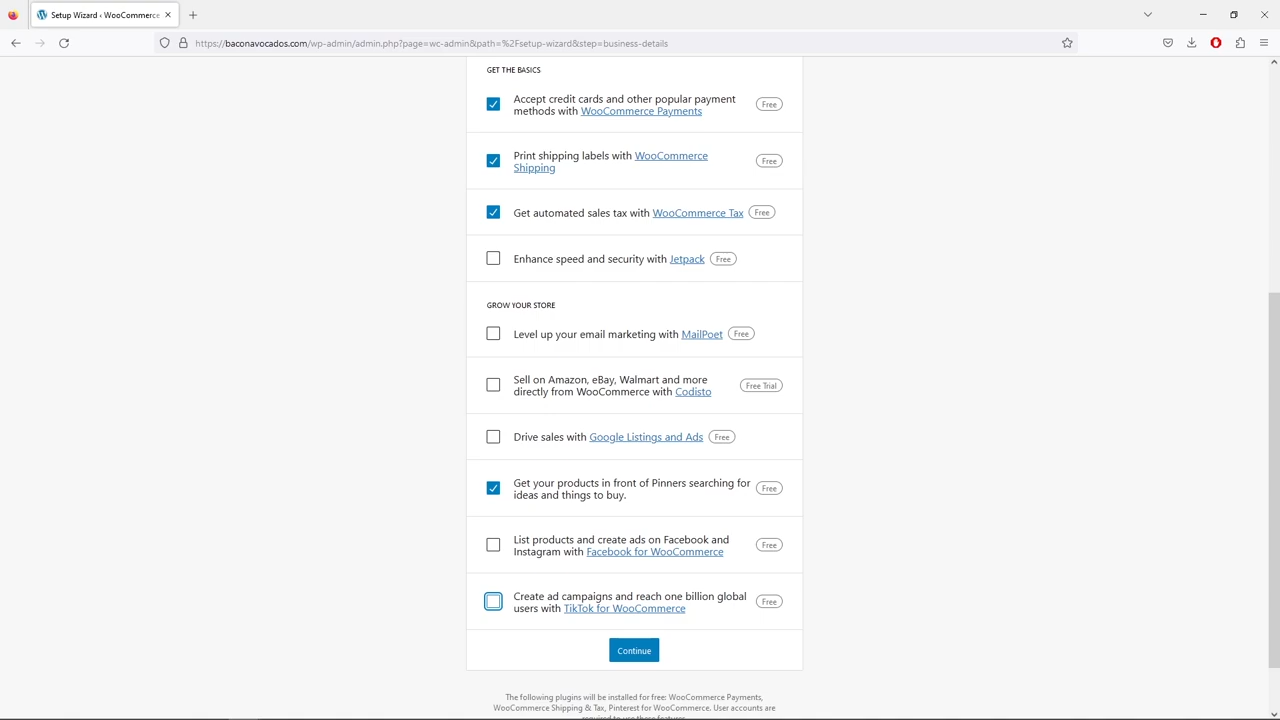 Setup Wizard ‹ WooCommerce
https://baconavocados.com/wp-admin/admin.php?page=wc-admin&path=%2Fsetup-wizard&step=business-details
GET THE BASICS
Accept credit cards and other popular payment
methods with WooCommerce Payments
Free
Print shipping labels with WooCommerce
Shipping
Free
Get automated sales tax with WooCommerce Tax Free
Enhance speed and security with Jetpack Free
GROW YOUR STORE
Level up your email marketing with MailPoet Free
Sell on Amazon, eBay, Walmart and more
directly from WooCommerce with Codisto
Free Trial
Drive sales with Google Listings and Ads Free
Get your products in front of Pinners searching for
ideas and things to buy.
Free
List products and create ads on Facebook and
Instagram with Facebook for WooCommerce
Free
Create ad campaigns and reach one billion global
users with TikTok for WooCommerce
Free
Continue
The following plugins will be installed for free: WooCommerce Payments,
WooCommerce Shipping & Tax, Pinterest for WooCommerce. User accounts are
required to use these features.